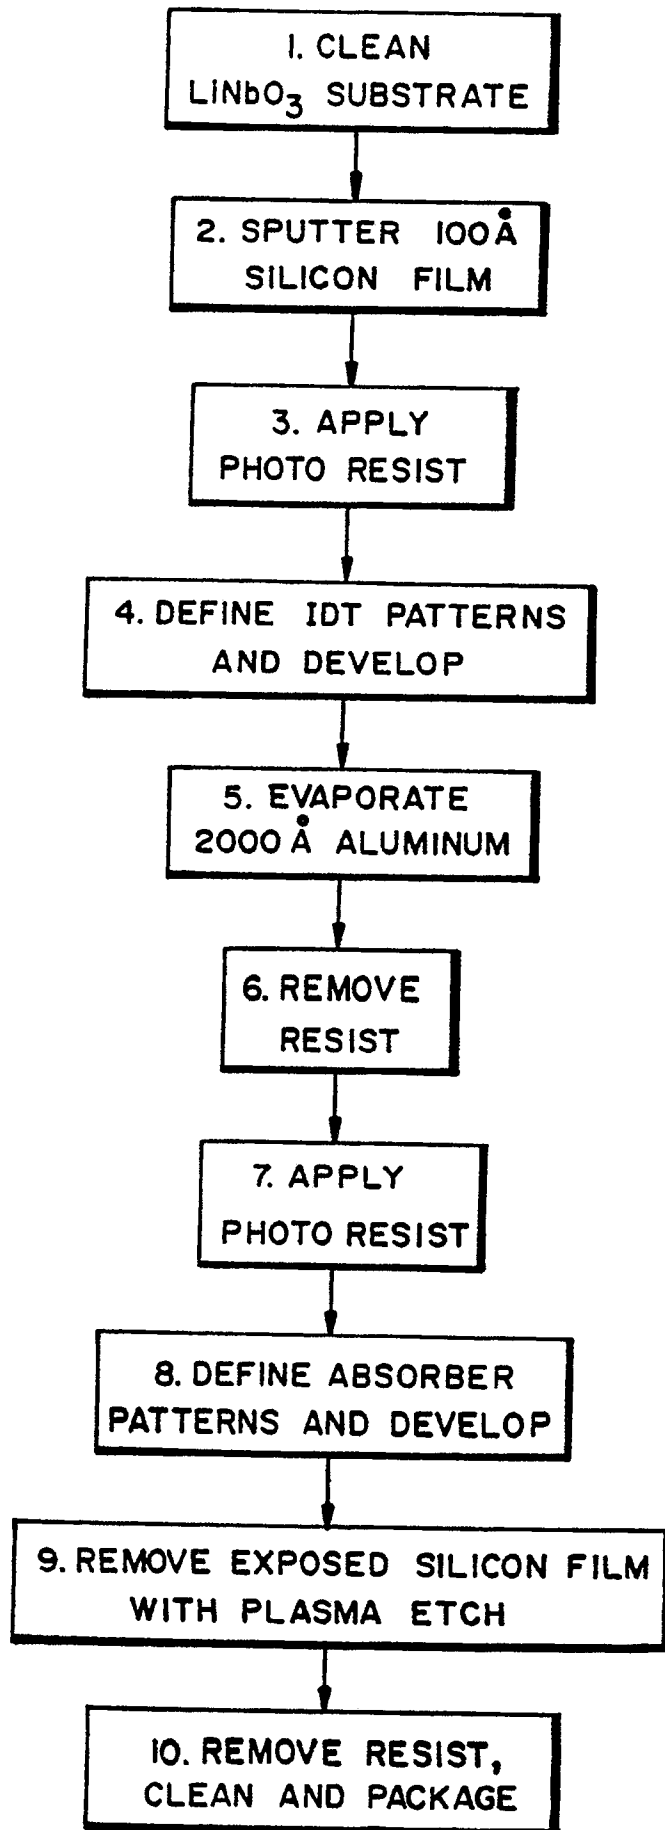 1. CLEAN
LiNbO3 SUBSTRATE
2. SPUTTER 100Å
SILICON FILM
3. APPLY
PHOTO RESIST
4. DEFINE IDT PATTERNS
AND DEVELOP
5. EVAPORATE
2000Å ALUMINUM
6. REMOVE
RESIST
7. APPLY
PHOTO RESIST
8. DEFINE ABSORBER
PATTERNS AND DEVELOP
9. REMOVE EXPOSED SILICON FILM
WITH PLASMA ETCH
10. REMOVE RESIST,
CLEAN AND PACKAGE